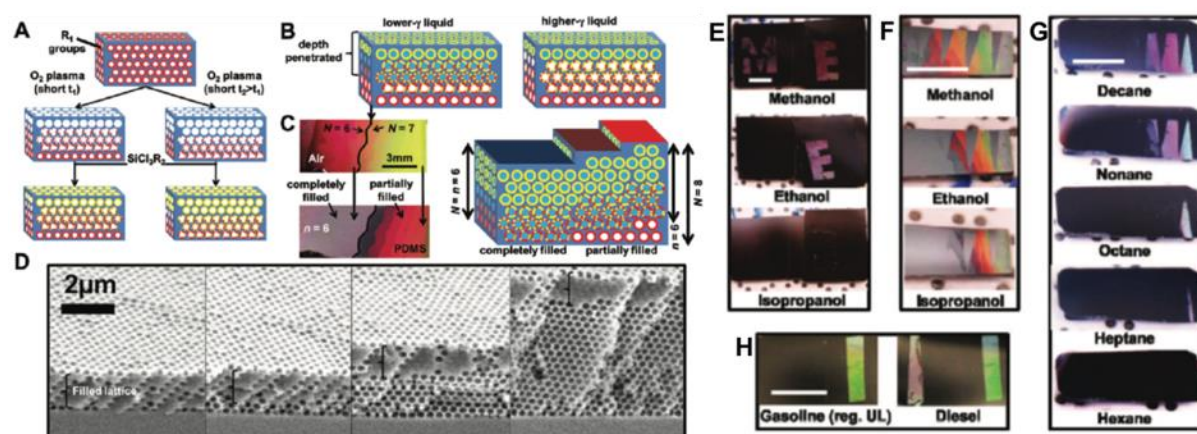 A
R₁
groups
O₂ plasma
(short t₁)
O₂ plasma
(short t₂>t₁)
SiCl₃R₂
B
lower-γ liquid
higher-γ liquid
depth
penetrated
C
N = 6
N = 7
Air
3mm
completely
filled
partially
filled
n = 6
PDMS
N = n = 6
n = 6
N = 8
completely filled
partially filled
D
2μm
Filled lattice
E
M
E
Methanol
E
Ethanol
Isopropanol
F
Methanol
Ethanol
Isopropanol
G
Decane
Nonane
Octane
Heptane
Hexane
H
Gasoline (reg. UL)
Diesel